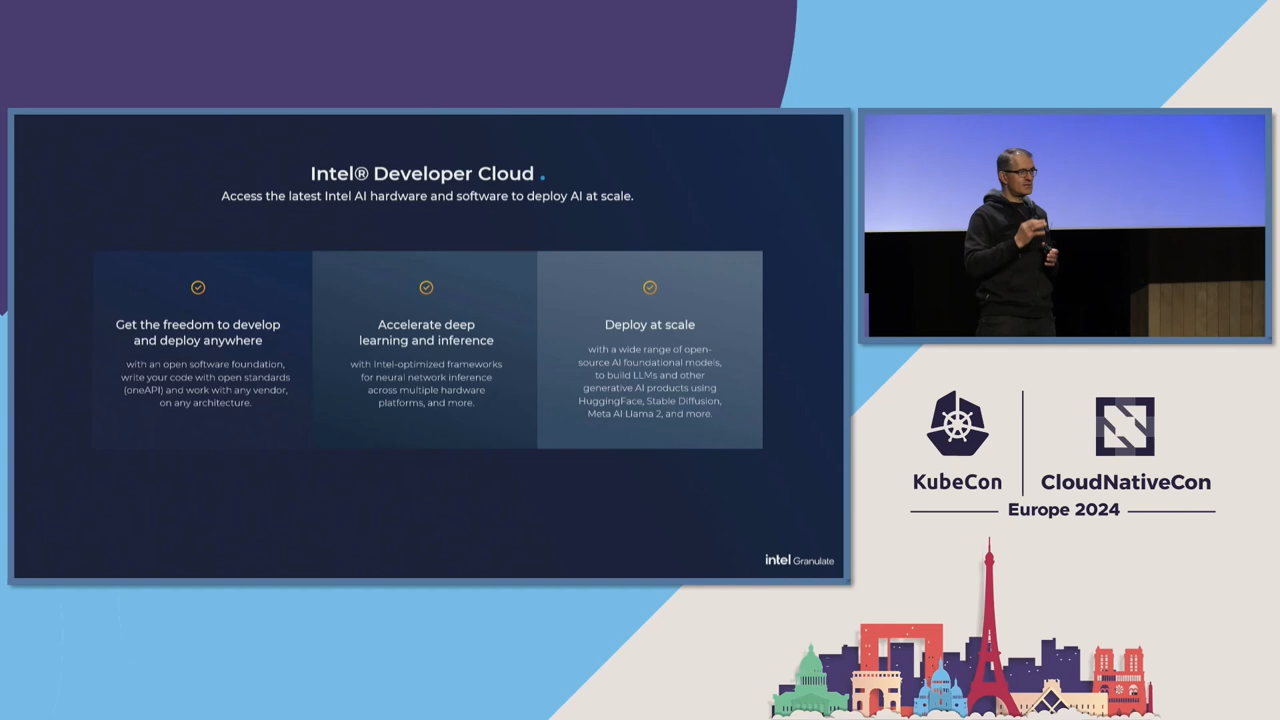 Intel® Developer Cloud .
Access the latest Intel AI hardware and software to deploy AI at scale.
Get the freedom to develop
and deploy anywhere
with an open software foundation,
write your code with open standards
(oneAPI) and work with any vendor,
on any architecture.
Accelerate deep
learning and inference
with Intel-optimized frameworks
for neural network inference
across multiple hardware
platforms, and more.
Deploy at scale
with a wide range of open-
source AI foundational models,
to build LLMs and other
generative AI products using
HuggingFace, Stable Diffusion,
Meta AI Llama 2, and more.
intel Granulate
KubeCon
CloudNativeCon
Europe 2024